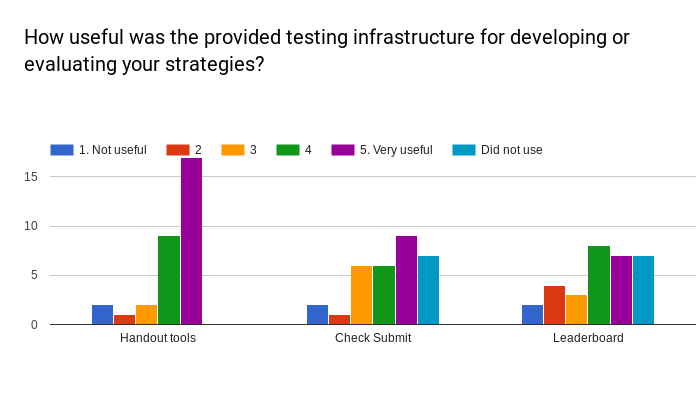 How useful was the provided testing infrastructure for developing or
evaluating your strategies?
1. Not useful 2 3 4 5. Very useful Did not use
15
10
5
0
Handout tools Check Submit Leaderboard